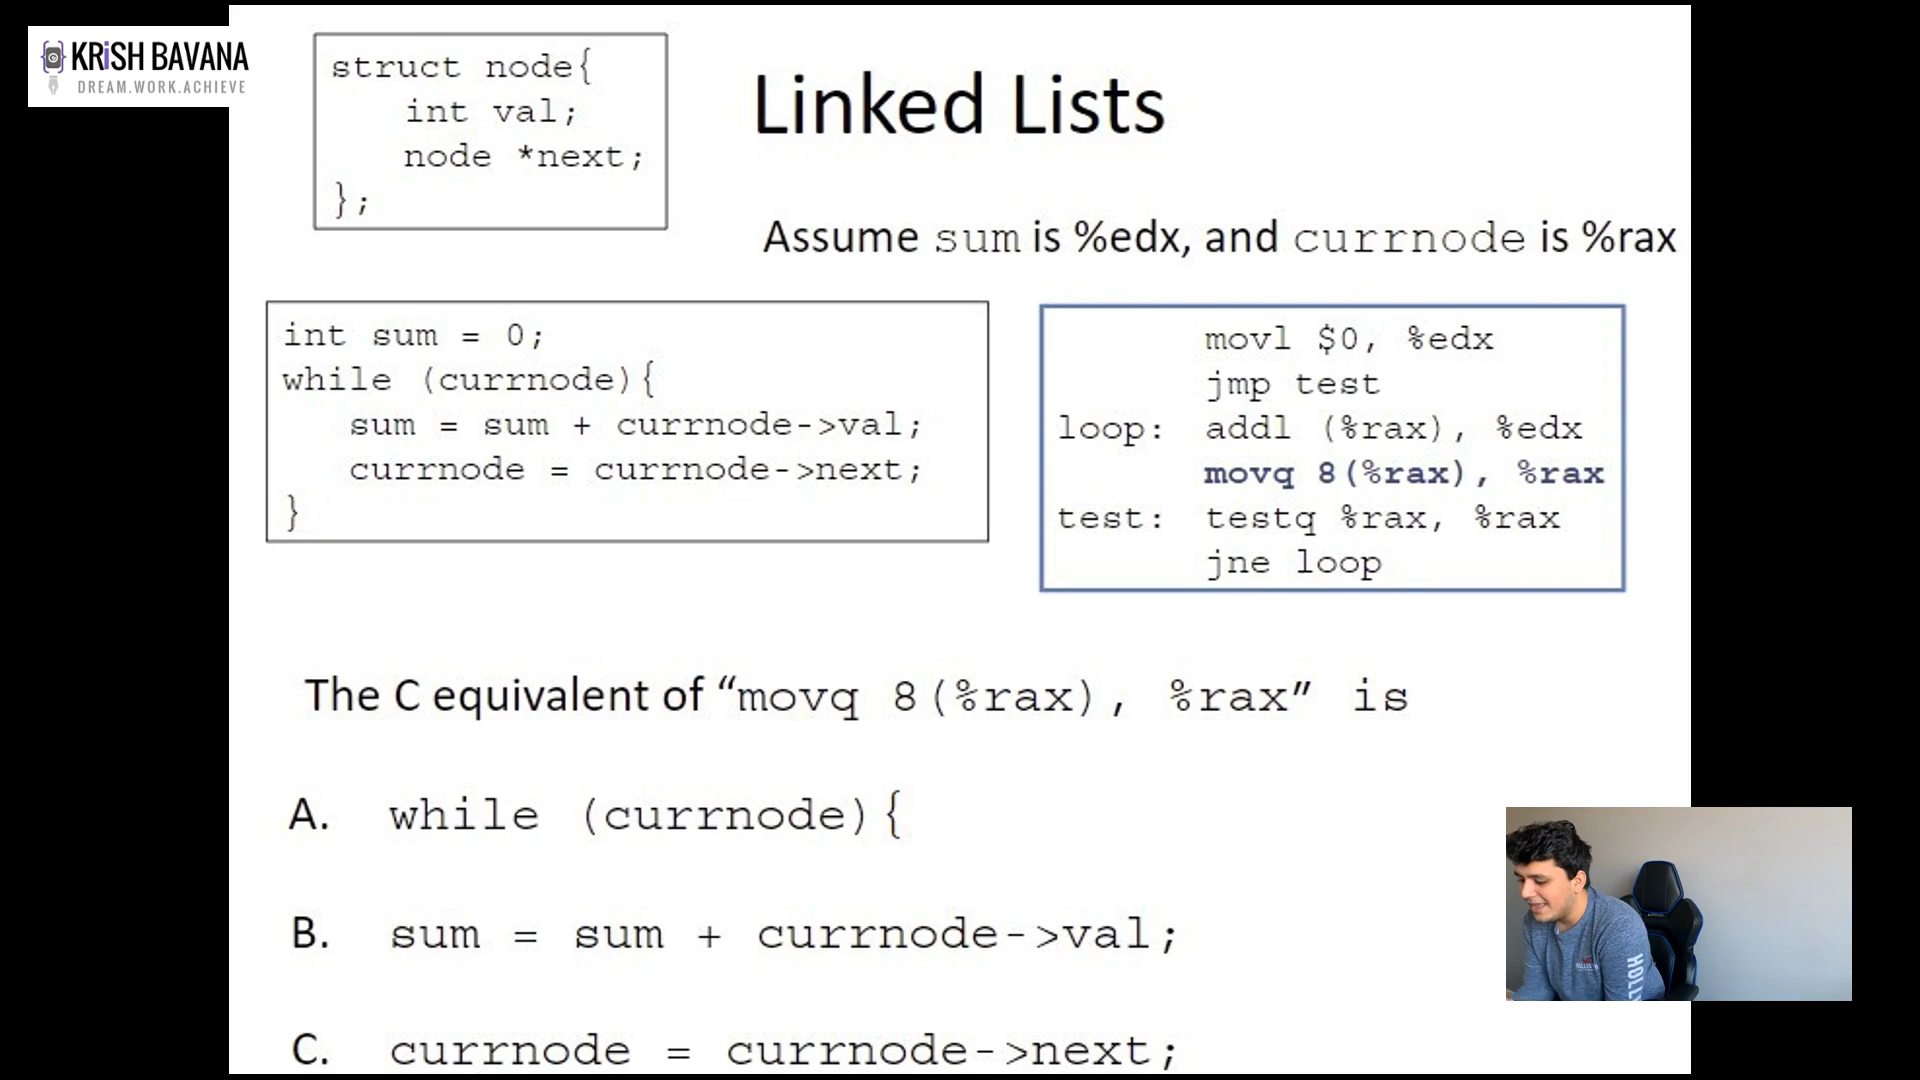 KRiSH BAVANA
DREAM.WORK.ACHIEVE
struct node{
int val;
node *next;
};
Linked Lists
Assume sum is %edx, and currnode is %rax
int sum = 0;
while (currnode){
sum = sum + currnode->val;
currnode = currnode->next;
}
movl $0, %edx
jmp test
loop: addl (%rax), %edx
movq 8(%rax), %rax
test: testq %rax, %rax
jne loop
The C equivalent of “movq 8(%rax), %rax” is
A. while (currnode){
B. sum = sum + currnode->val;
C. currnode = currnode->next;